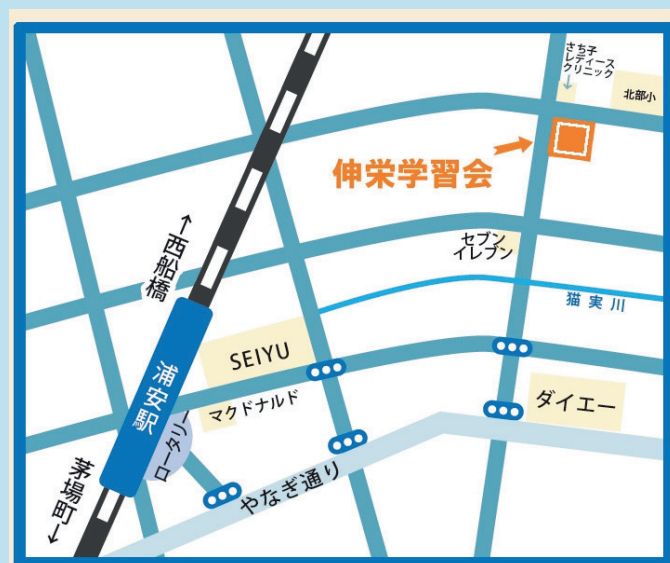 さち子
レディース
クリニック
↓
北部小
伸栄学習会
セブン
イレブン
猫実川
←西船橋
SEIYU
浦安駅
マクドナルド
ロータリー
ダイエー
やなぎ通り
茅場町→